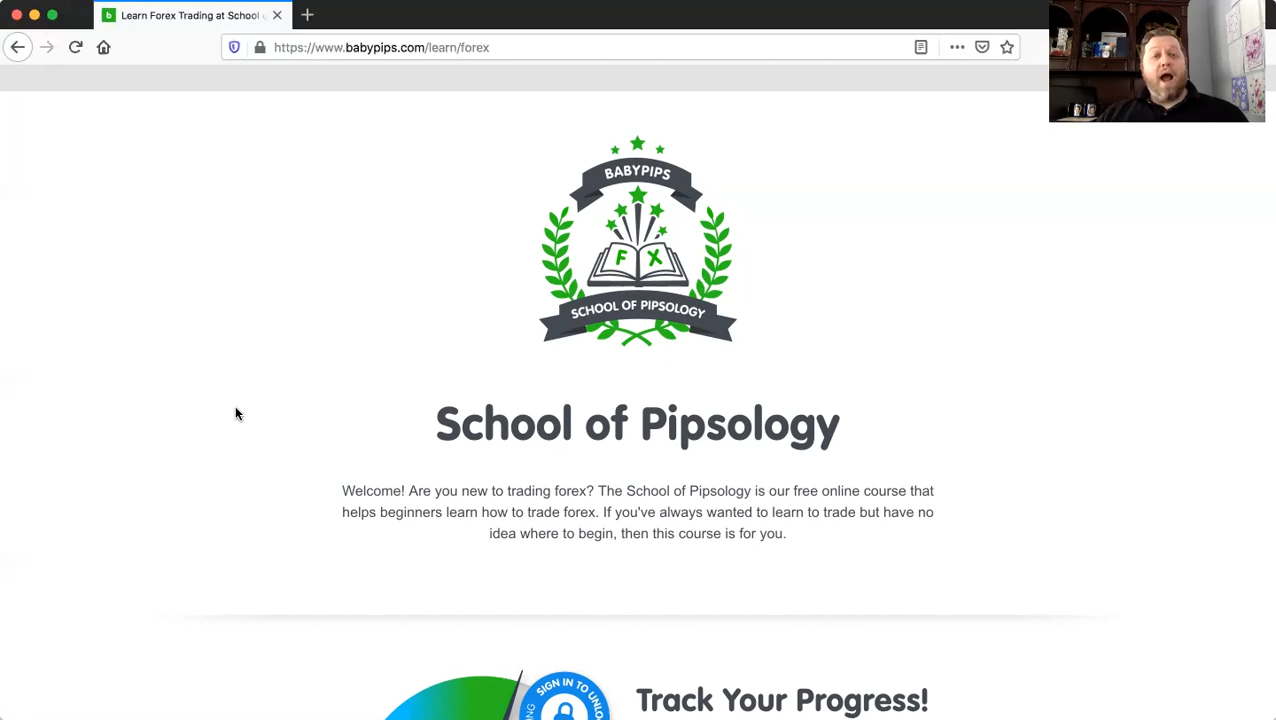 Learn Forex Trading at School
https://www.babypips.com/learn/forex
BABYPIPS
F X
SCHOOL OF PIPSOLOGY
School of Pipsology
Welcome! Are you new to trading forex? The School of Pipsology is our free online course that
helps beginners learn how to trade forex. If you've always wanted to learn to trade but have no
idea where to begin, then this course is for you.
SIGN IN TO
Track Your Progress!